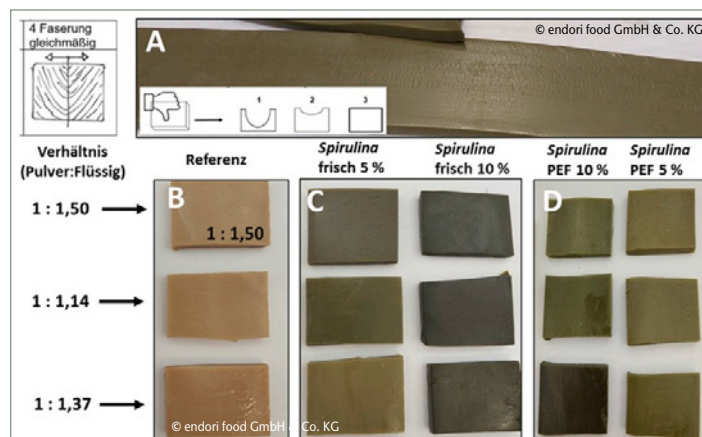 4 Faserung
gleichmäßig
A
© endori food GmbH & Co. KG
1 2 3
Verhältnis
(Pulver:Flüssig)
Referenz
Spirulina
frisch 5 %
Spirulina
frisch 10 %
Spirulina
PEF 10 %
Spirulina
PEF 5 %
B
C
D
1 : 1,50
1 : 1,50
1 : 1,14
1 : 1,37
© endori food GmbH & Co. KG